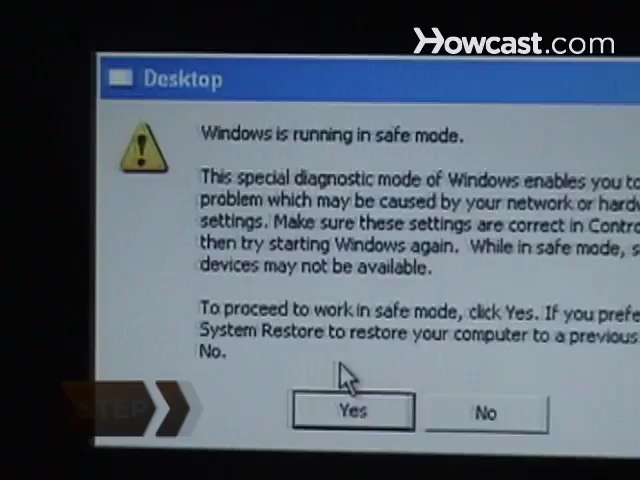 Howcast.com
Desktop
Windows is running in safe mode.
This special diagnostic mode of Windows enables you to
problem which may be caused by your network or hardw
settings. Make sure these settings are correct in Contro
then try starting Windows again. While in safe mode, s
devices may not be available.
To proceed to work in safe mode, click Yes. If you prefe
System Restore to restore your computer to a previous
No.
STEP
Yes
No